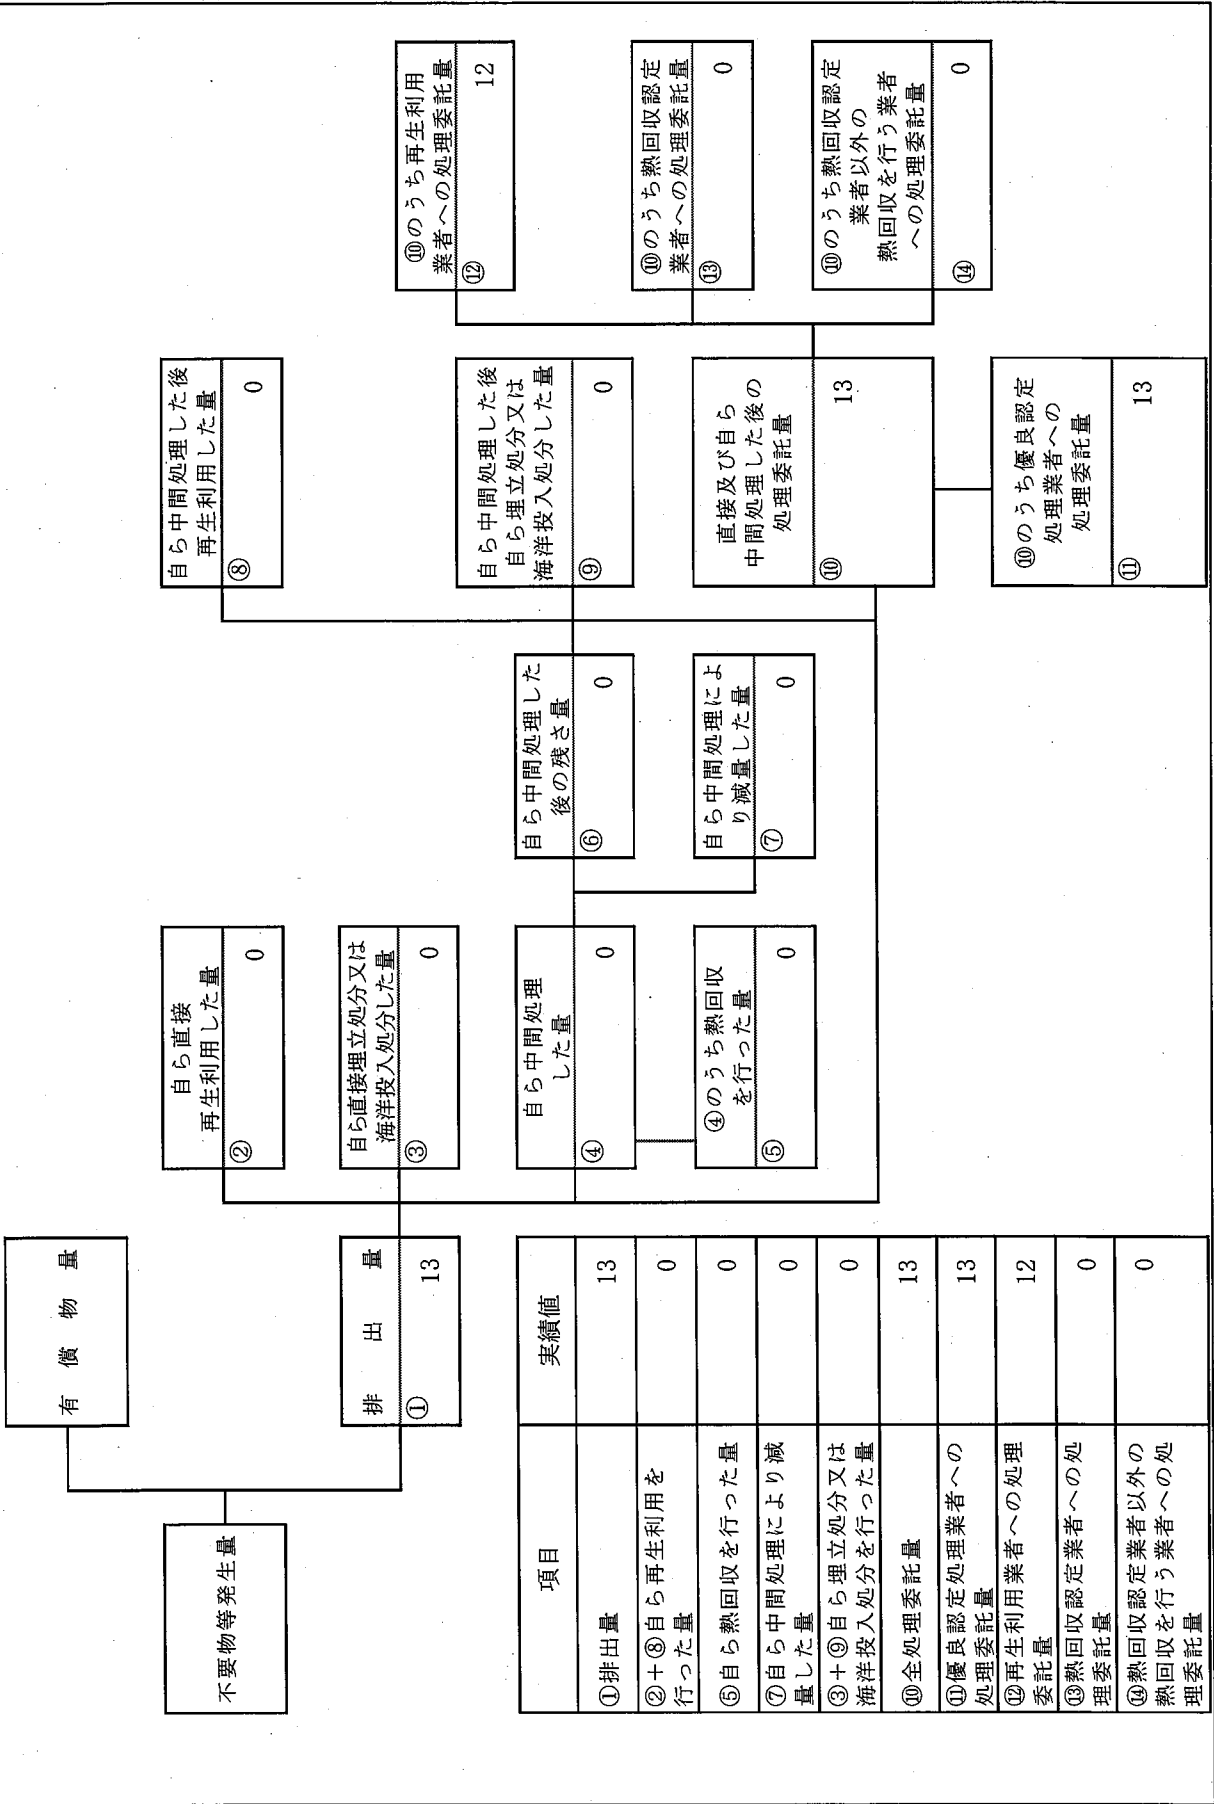 有償物量
不要物等発生量
排出量
① 13
自ら直接
再生利用した量
② 0
自ら直接埋立処分又は
海洋投入処分した量
③ 0
自ら中間処理
した量
④ 0
④のうち熱回収
を行った量
⑤ 0
自ら中間処理した
後の残さ量
⑥ 0
自ら中間処理によ
り減量した量
⑦ 0
自ら中間処理した後
再生利用した量
⑧ 0
自ら中間処理した後
自ら埋立処分又は
海洋投入処分した量
⑨ 0
直接及び自ら
中間処理した後の
処理委託量
⑩ 13
⑩のうち優良認定
処理業者への
処理委託量
⑪ 13
⑩のうち再生利用
業者への処理委託量
⑫ 12
⑩のうち熱回収認定
業者への処理委託量
⑬ 0
⑩のうち熱回収認定
業者以外の
熱回収を行う業者
への処理委託量
⑭ 0
項目 実績値
①排出量 13
②+⑧自ら再生利用を
行った量 0
⑤自ら熱回収を行った量 0
⑦自ら中間処理により減
量した量 0
③+⑨自ら埋立処分又は
海洋投入処分を行った量 0
⑩全処理委託量 13
⑪優良認定処理業者への
処理委託量 13
⑫再生利用業者への処理
委託量 12
⑬熱回収認定業者への処
理委託量 0
⑭熱回収認定業者以外の
熱回収を行う業者への処
理委託量 0